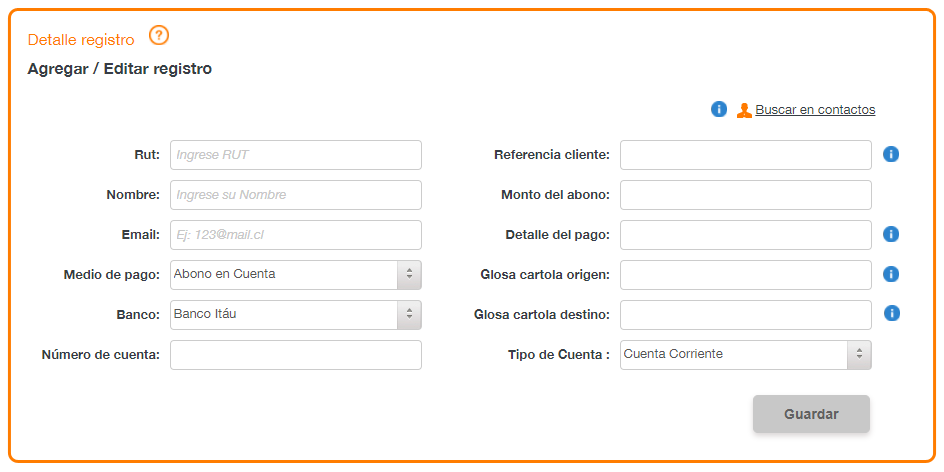 Detalle registro ?
Agregar / Editar registro
i Buscar en contactos
Rut: Ingrese RUT
Referencia cliente: i
Nombre: Ingrese su Nombre
Monto del abono:
Email: Ej: 123@mail.cl
Detalle del pago: i
Medio de pago: Abono en Cuenta
Glosa cartola origen: i
Banco: Banco Itáu
Glosa cartola destino: i
Número de cuenta:
Tipo de Cuenta : Cuenta Corriente
Guardar